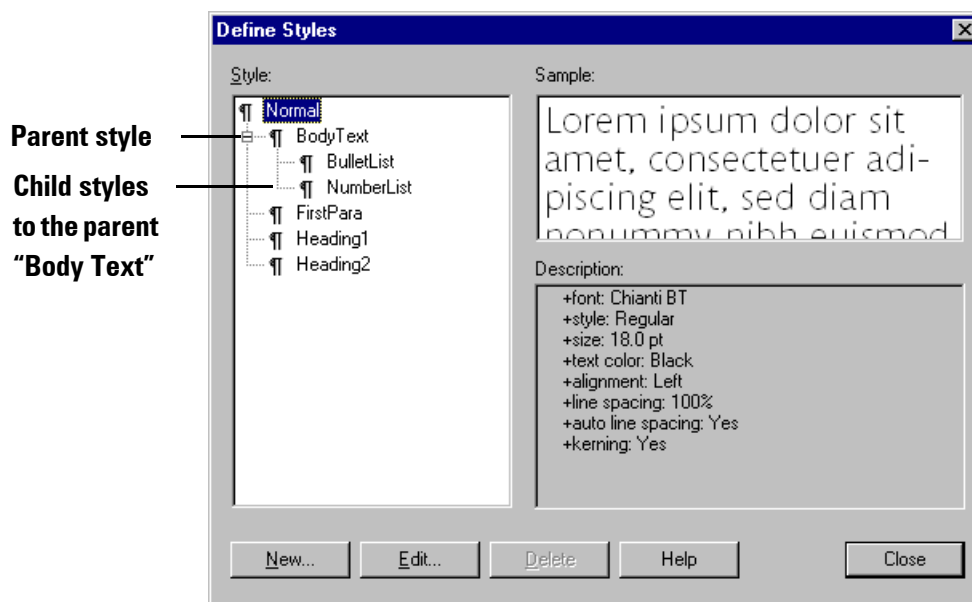 Define Styles
Style:
Normal
BodyText
BulletList
NumberList
FirstPara
Heading1
Heading2
Parent style
Child styles
to the parent
“Body Text”
Sample:
Lorem ipsum dolor sit
amet, consectetuer adi-
piscing elit, sed diam
nonummy nibh euismod
Description:
+font: Chianti BT
+style: Regular
+size: 18.0 pt
+text color: Black
+alignment: Left
+line spacing: 100%
+auto line spacing: Yes
+kerning: Yes
New... Edit... Delete Help Close